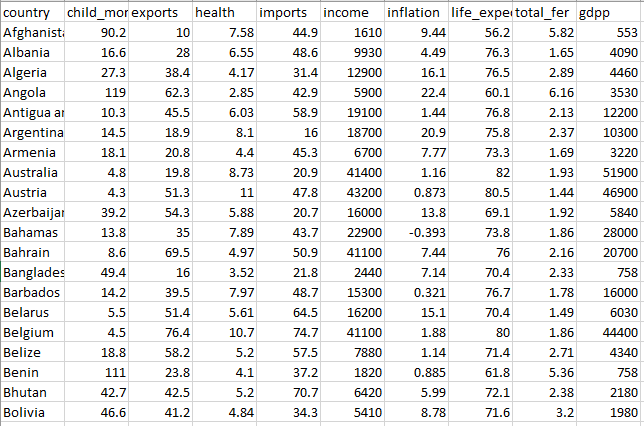 country child_mor exports health imports income inflation life_expec total_fer gdpp
Afghanista 90.2 10 7.58 44.9 1610 9.44 56.2 5.82 553
Albania 16.6 28 6.55 48.6 9930 4.49 76.3 1.65 4090
Algeria 27.3 38.4 4.17 31.4 12900 16.1 76.5 2.89 4460
Angola 119 62.3 2.85 42.9 5900 22.4 60.1 6.16 3530
Antigua an 10.3 45.5 6.03 58.9 19100 1.44 76.8 2.13 12200
Argentina 14.5 18.9 8.1 16 18700 20.9 75.8 2.37 10300
Armenia 18.1 20.8 4.4 45.3 6700 7.77 73.3 1.69 3220
Australia 4.8 19.8 8.73 20.9 41400 1.16 82 1.93 51900
Austria 4.3 51.3 11 47.8 43200 0.873 80.5 1.44 46900
Azerbaijan 39.2 54.3 5.88 20.7 16000 13.8 69.1 1.92 5840
Bahamas 13.8 35 7.89 43.7 22900 -0.393 73.8 1.86 28000
Bahrain 8.6 69.5 4.97 50.9 41100 7.44 76 2.16 20700
Banglades 49.4 16 3.52 21.8 2440 7.14 70.4 2.33 758
Barbados 14.2 39.5 7.97 48.7 15300 0.321 76.7 1.78 16000
Belarus 5.5 51.4 5.61 64.5 16200 15.1 70.4 1.49 6030
Belgium 4.5 76.4 10.7 74.7 41100 1.88 80 1.86 44400
Belize 18.8 58.2 5.2 57.5 7880 1.14 71.4 2.71 4340
Benin 111 23.8 4.1 37.2 1820 0.885 61.8 5.36 758
Bhutan 42.7 42.5 5.2 70.7 6420 5.99 72.1 2.38 2180
Bolivia 46.6 41.2 4.84 34.3 5410 8.78 71.6 3.2 1980